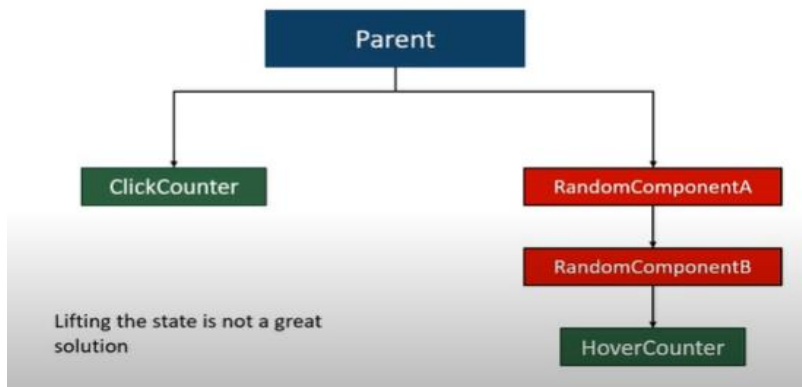 Parent
ClickCounter
RandomComponentA
RandomComponentB
Lifting the state is not a great
solution
HoverCounter